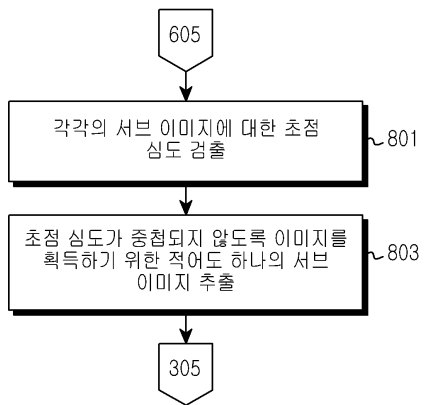 605
각각의 서브 이미지에 대한 초점
심도 검출
801
초점 심도가 중첩되지 않도록 이미지를
획득하기 위한 적어도 하나의 서브
이미지 추출
803
305